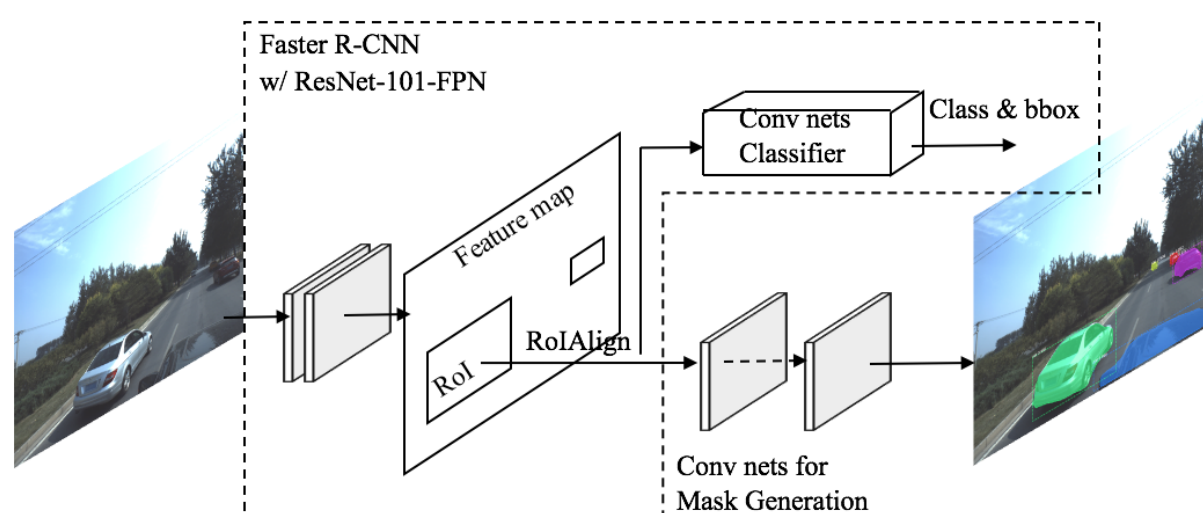 Faster R-CNN
w/ ResNet-101-FPN
Conv nets
Classifier
Class & bbox
Feature map
RoI
RoIAlign
Conv nets for
Mask Generation